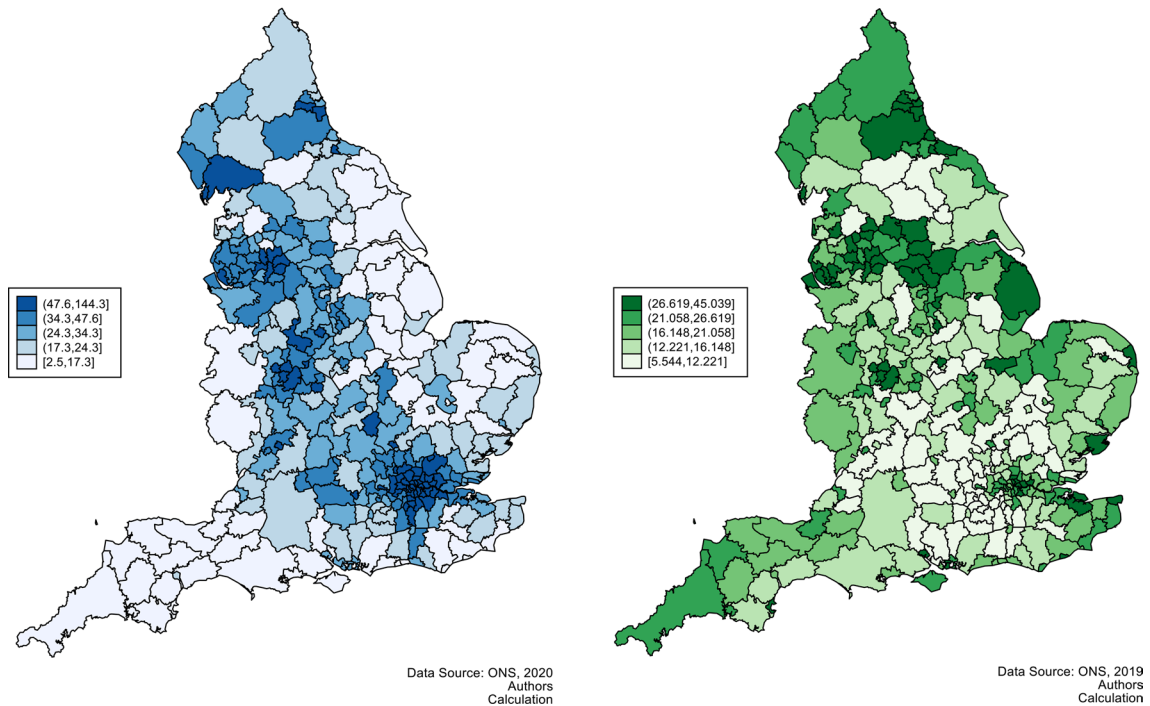 (47.6,144.3]
(34.3,47.6]
(24.3,34.3]
(17.3,24.3]
[2.5,17.3]
Data Source: ONS, 2020
Authors
Calculation
(26.619,45.039]
(21.058,26.619]
(16.148,21.058]
(12.221,16.148]
[5.544,12.221]
Data Source: ONS, 2019
Authors
Calculation